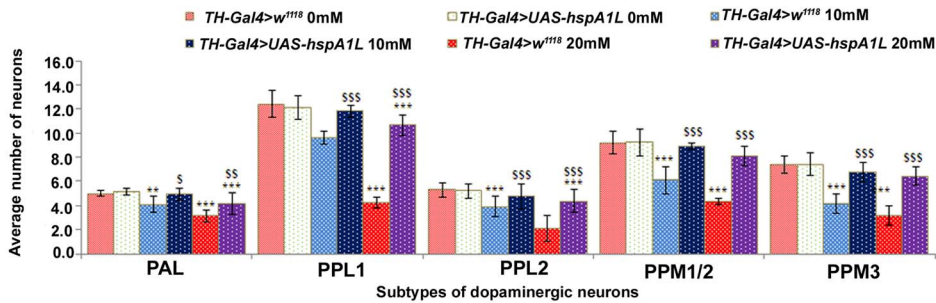 TH-Gal4>w1118 0mM TH-Gal4>UAS-hspA1L 0mM TH-Gal4>w1118 10mM
TH-Gal4>UAS-hspA1L 10mM TH-Gal4>w1118 20mM TH-Gal4>UAS-hspA1L 20mM
Average number of neurons
16.0
14.0
12.0
10.0
8.0
6.0
4.0
2.0
0.0
** $ *** $$ ***
$$$ *** $$$ ***
*** $$$ $$$ ***
*** $$$ *** $$$
*** $$$ ** $$$
PAL PPL1 PPL2 PPM1/2 PPM3
Subtypes of dopaminergic neurons